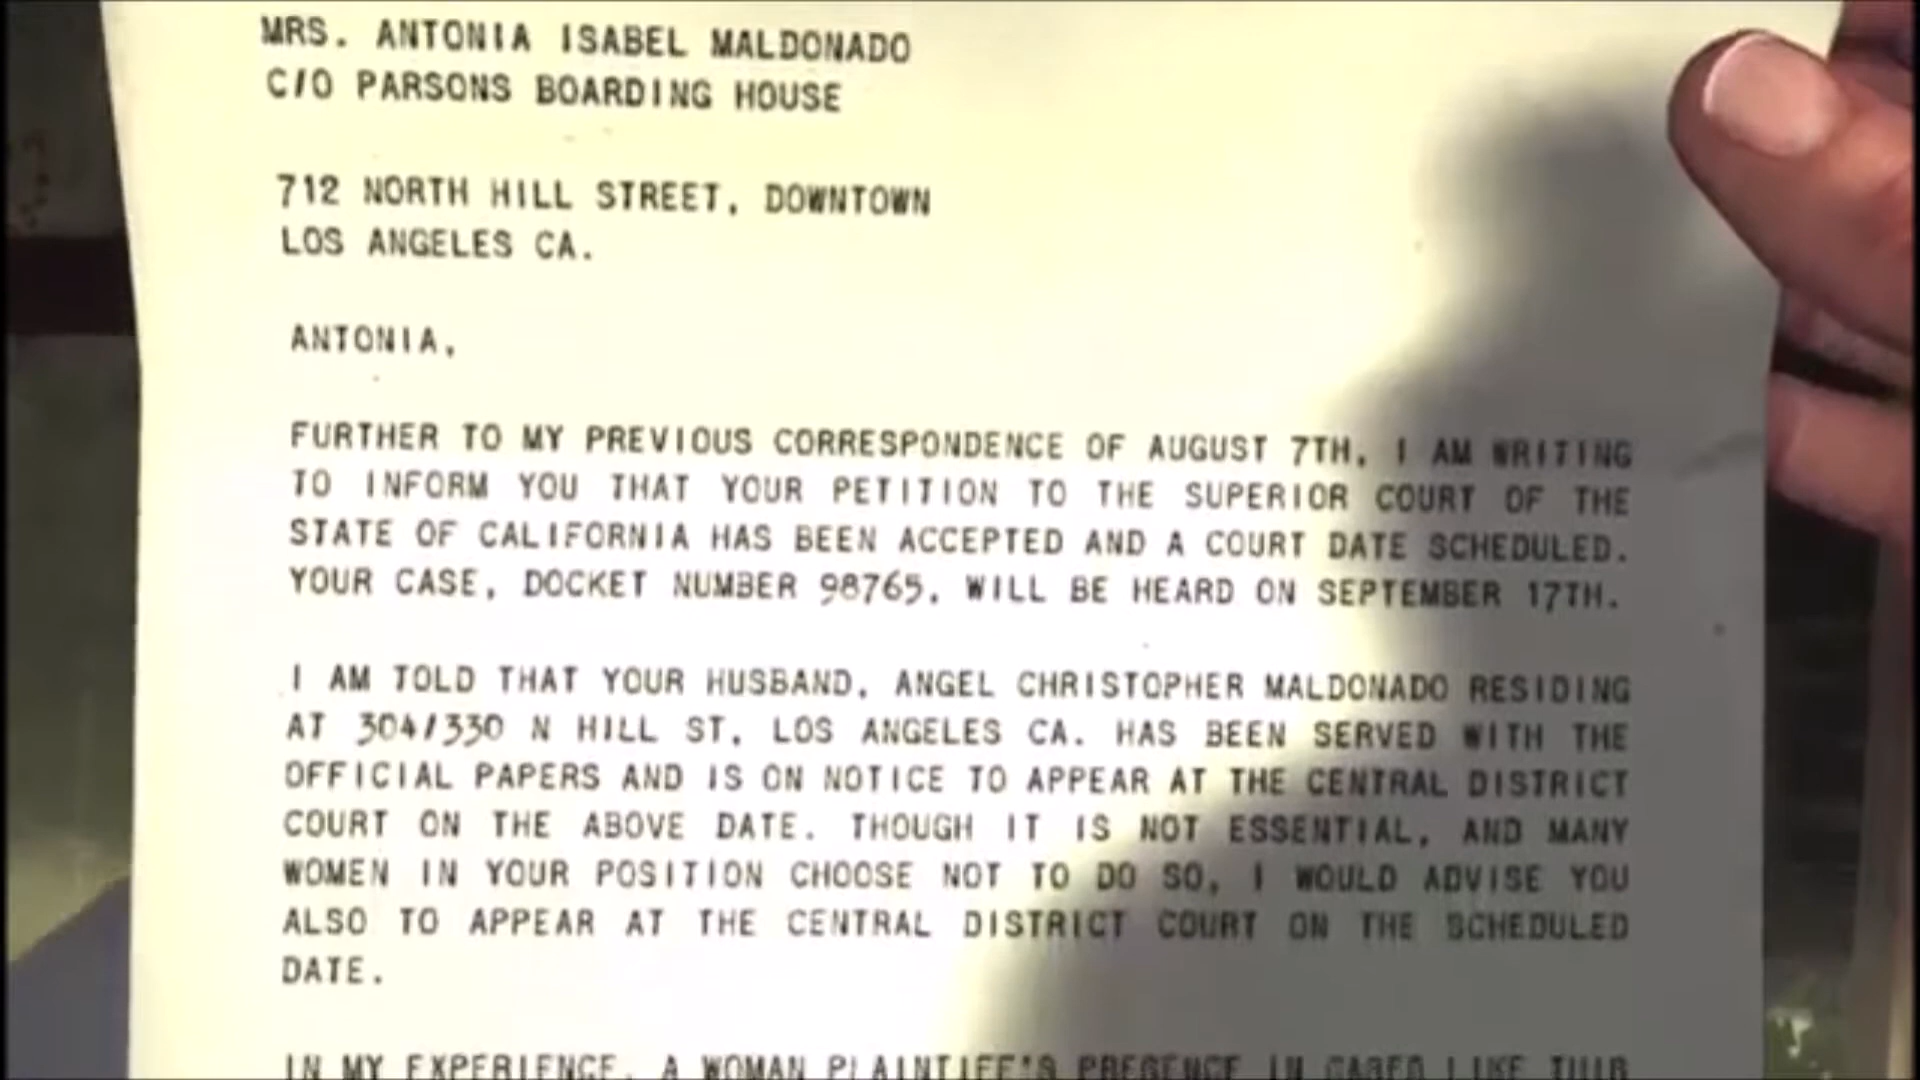 MRS. ANTONIA ISABEL MALDONADO
C/O PARSONS BOARDING HOUSE
712 NORTH HILL STREET, DOWNTOWN
LOS ANGELES CA.
ANTONIA,
FURTHER TO MY PREVIOUS CORRESPONDENCE OF AUGUST 7TH, I AM WRITING
TO INFORM YOU THAT YOUR PETITION TO THE SUPERIOR COURT OF THE
STATE OF CALIFORNIA HAS BEEN ACCEPTED AND A COURT DATE SCHEDULED.
YOUR CASE, DOCKET NUMBER 98765, WILL BE HEARD ON SEPTEMBER 17TH.
I AM TOLD THAT YOUR HUSBAND, ANGEL CHRISTOPHER MALDONADO RESIDING
AT 304/330 N HILL ST, LOS ANGELES CA. HAS BEEN SERVED WITH THE
OFFICIAL PAPERS AND IS ON NOTICE TO APPEAR AT THE CENTRAL DISTRICT
COURT ON THE ABOVE DATE. THOUGH IT IS NOT ESSENTIAL, AND MANY
WOMEN IN YOUR POSITION CHOOSE NOT TO DO SO, I WOULD ADVISE YOU
ALSO TO APPEAR AT THE CENTRAL DISTRICT COURT ON THE SCHEDULED
DATE.
IN MY EXPERIENCE, A WOMAN PLAINTIFF'S PRESENCE IN CASES LIKE THIS